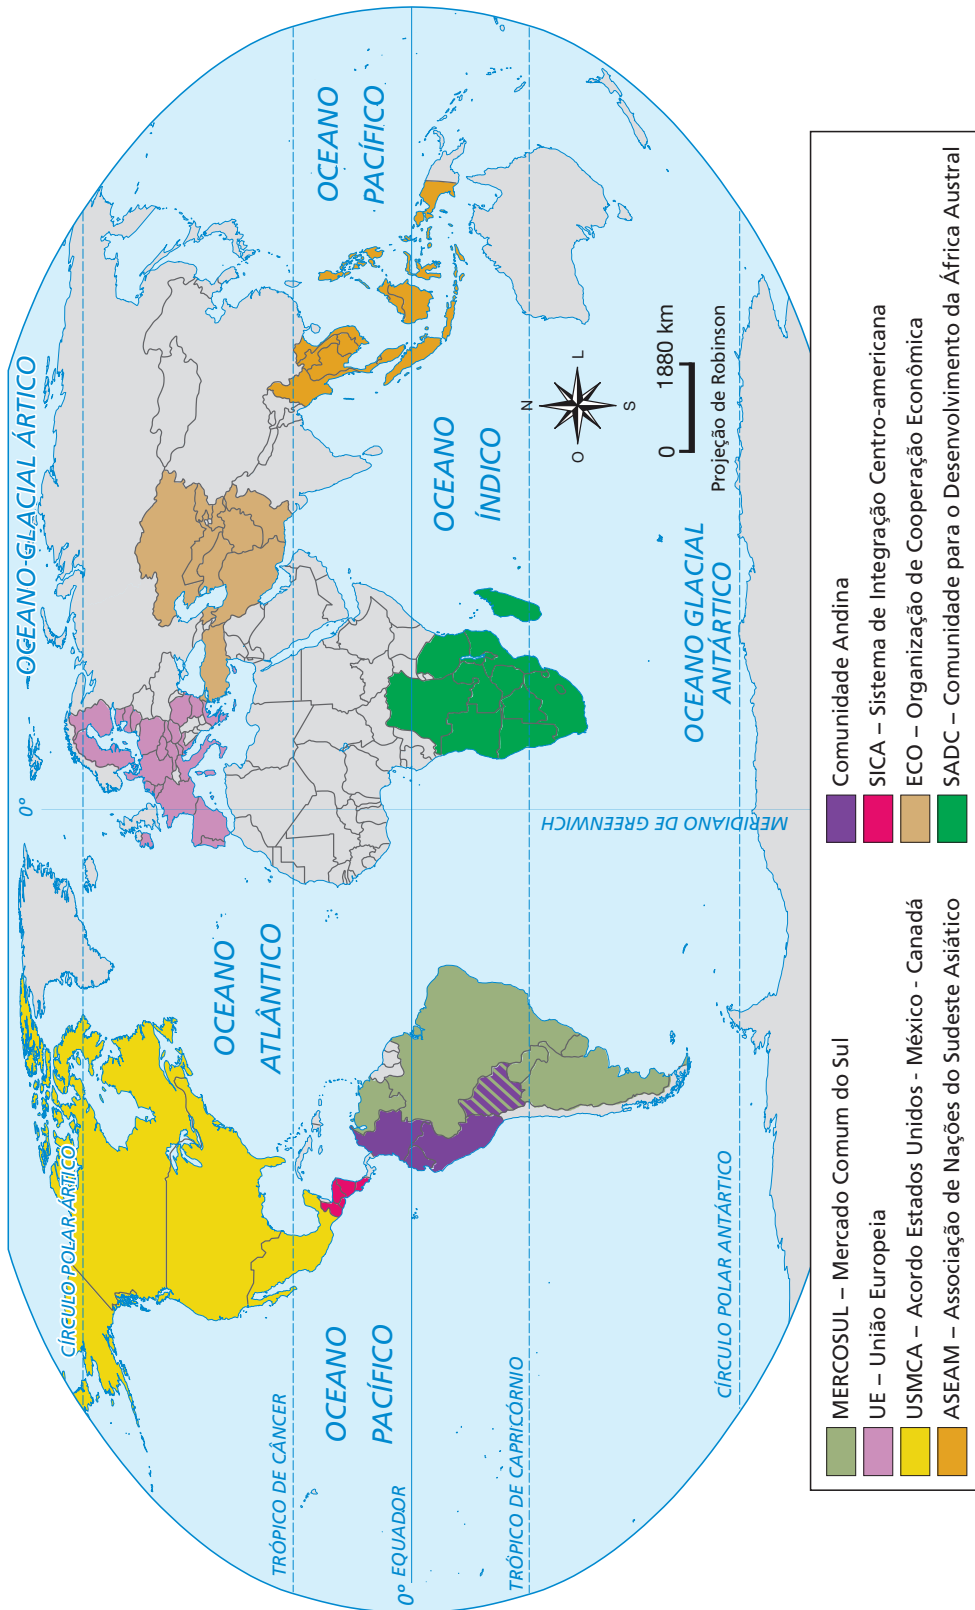 OCEANO-GLACIAL ÁRTICO
0°
CÍRCULO POLAR ÁRTICO
OCEANO
ATLÂNTICO
OCEANO
PACÍFICO
TRÓPICO DE CÂNCER
OCEANO
PACÍFICO
0° EQUADOR
OCEANO
ÍNDICO
TRÓPICO DE CAPRICÓRNIO
MERIDIANO DE GREENWICH
N
O
L
S
0
1880 km
Projeção de Robinson
OCEANO GLACIAL
ANTÁRTICO
CÍRCULO POLAR ANTÁRTICO
MERCOSUL – Mercado Comum do Sul
UE – União Europeia
USMCA – Acordo Estados Unidos - México - Canadá
ASEAM – Associação de Nações do Sudeste Asiático
Comunidade Andina
SICA – Sistema de Integração Centro-americana
ECO – Organização de Cooperação Econômica
SADC – Comunidade para o Desenvolvimento da África Austral